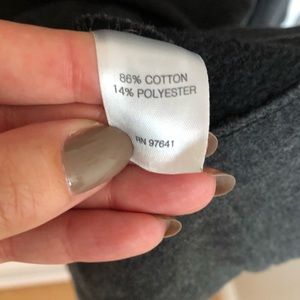 86% COTTON
14% POLYESTER
RN 97641